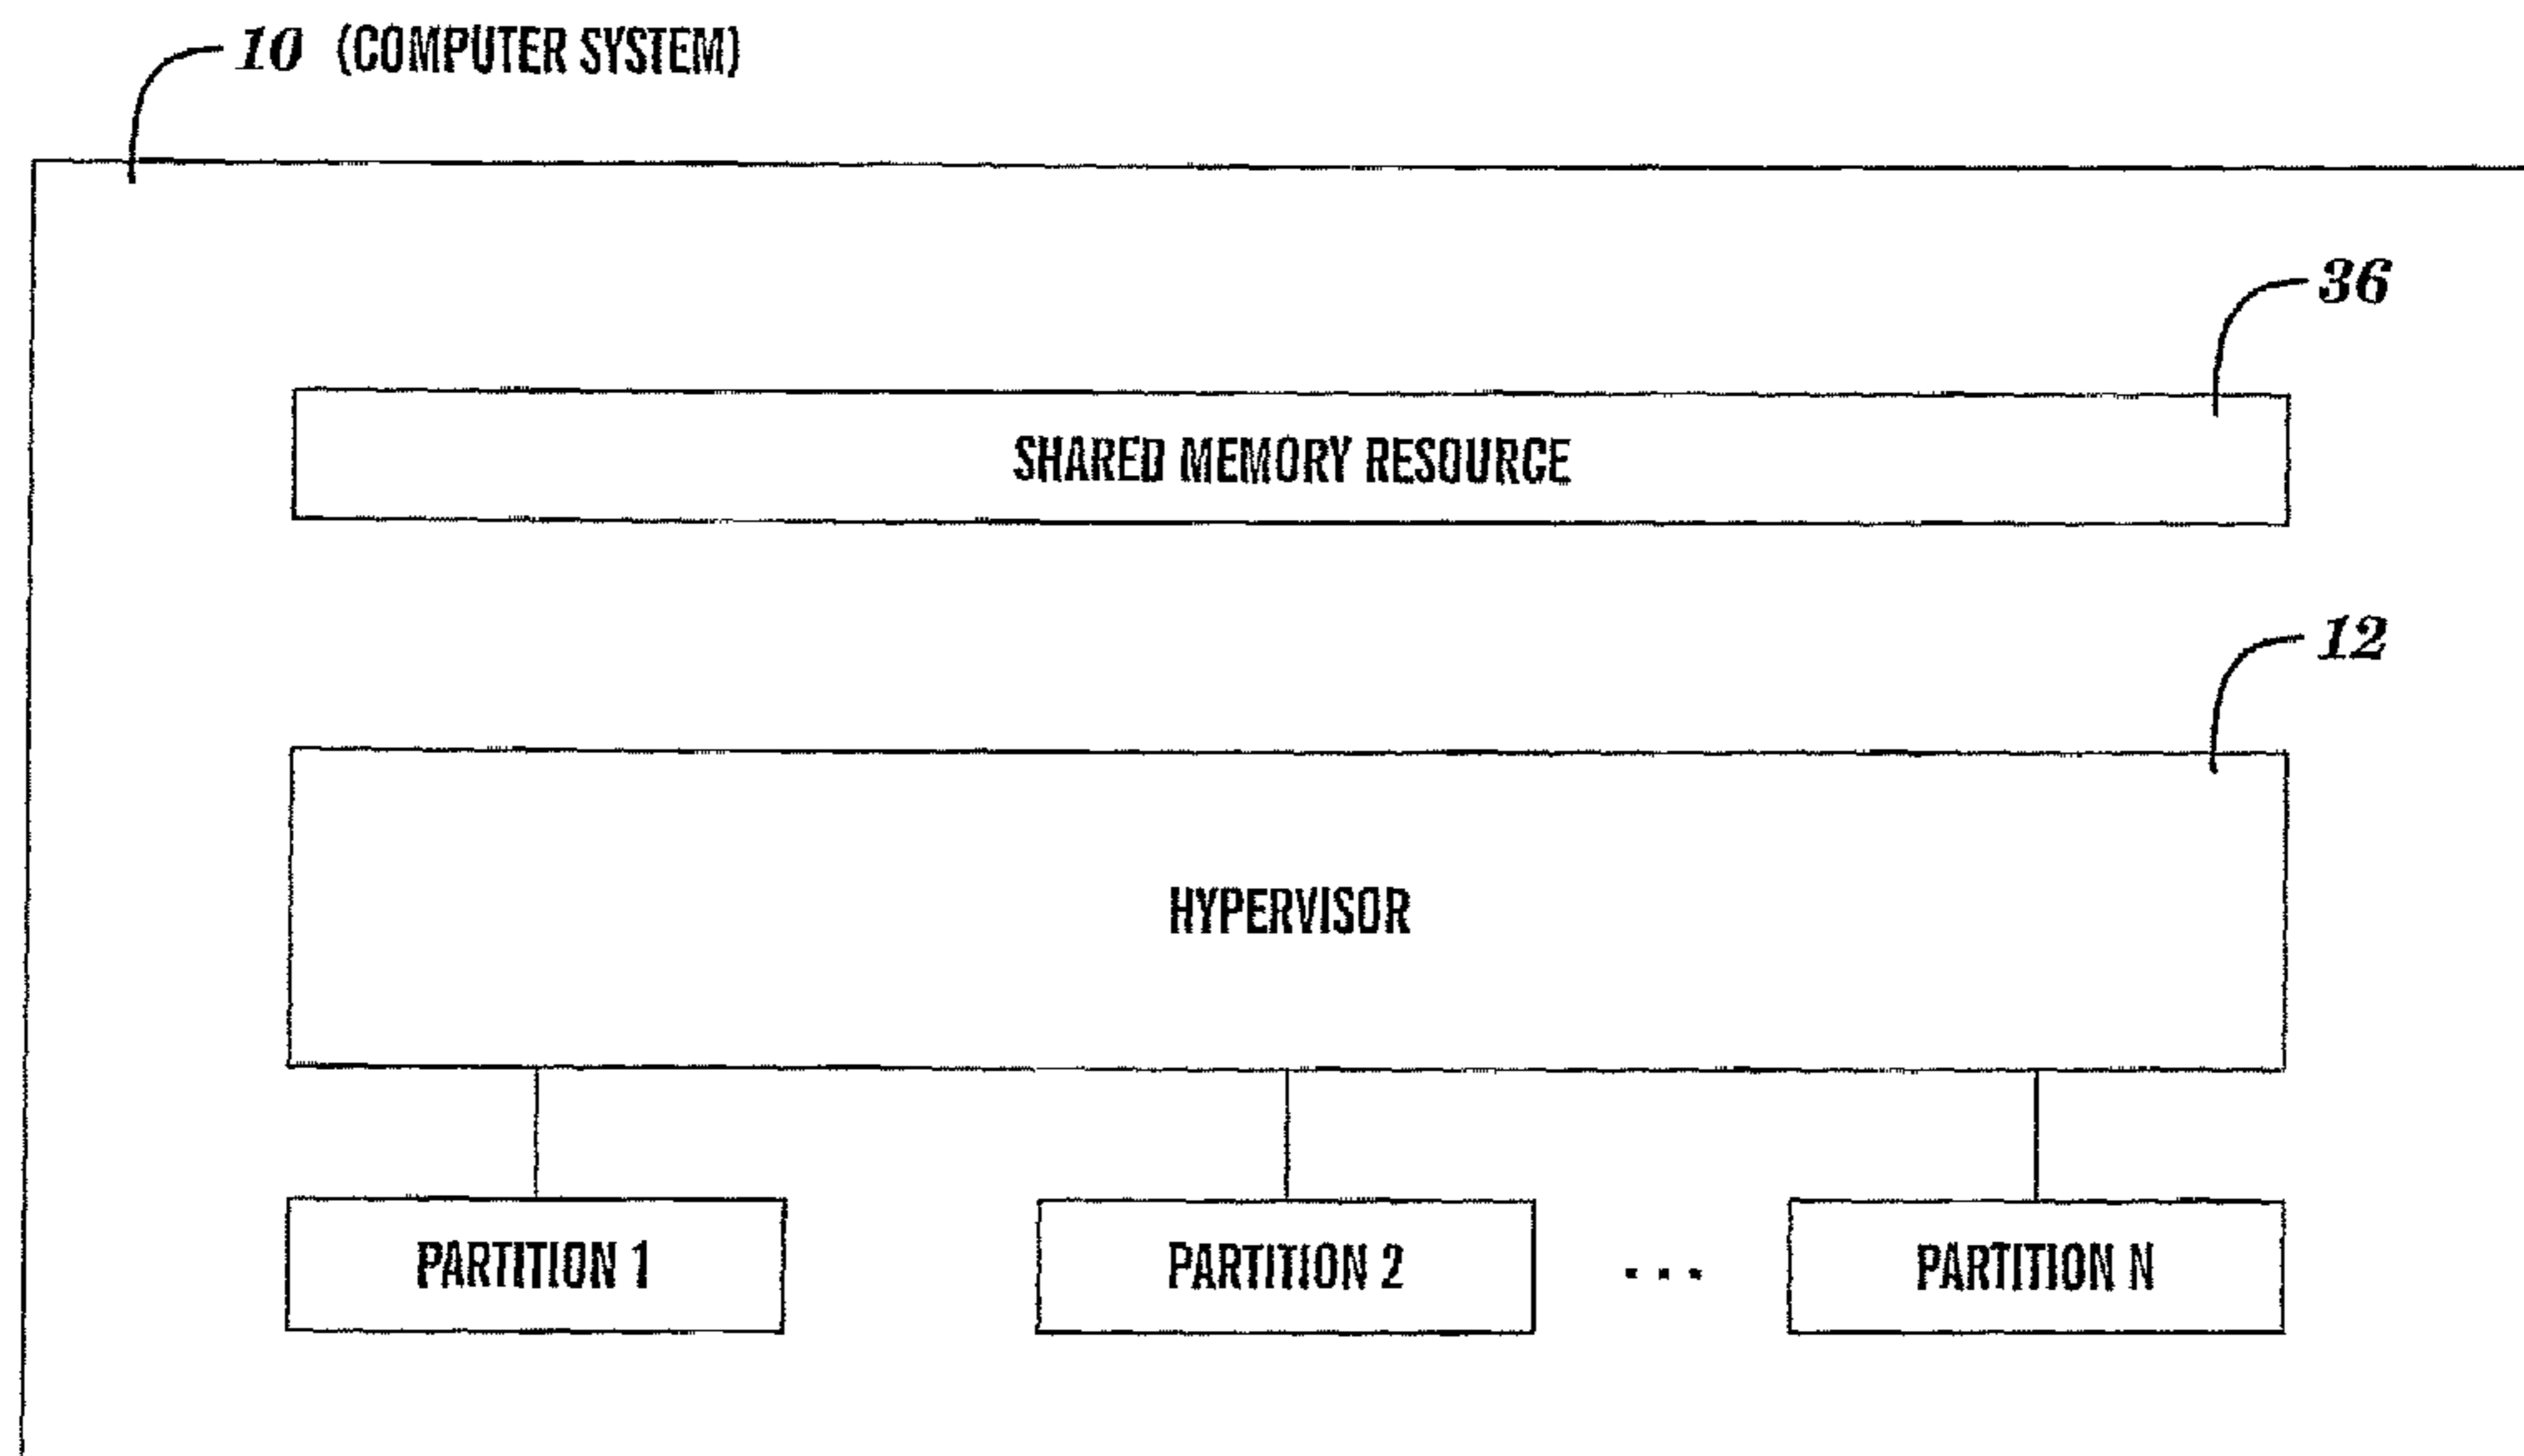 10 (COMPUTER SYSTEM)
36
SHARED MEMORY RESOURCE
12
HYPERVISOR
PARTITION 1
PARTITION 2
...
PARTITION N